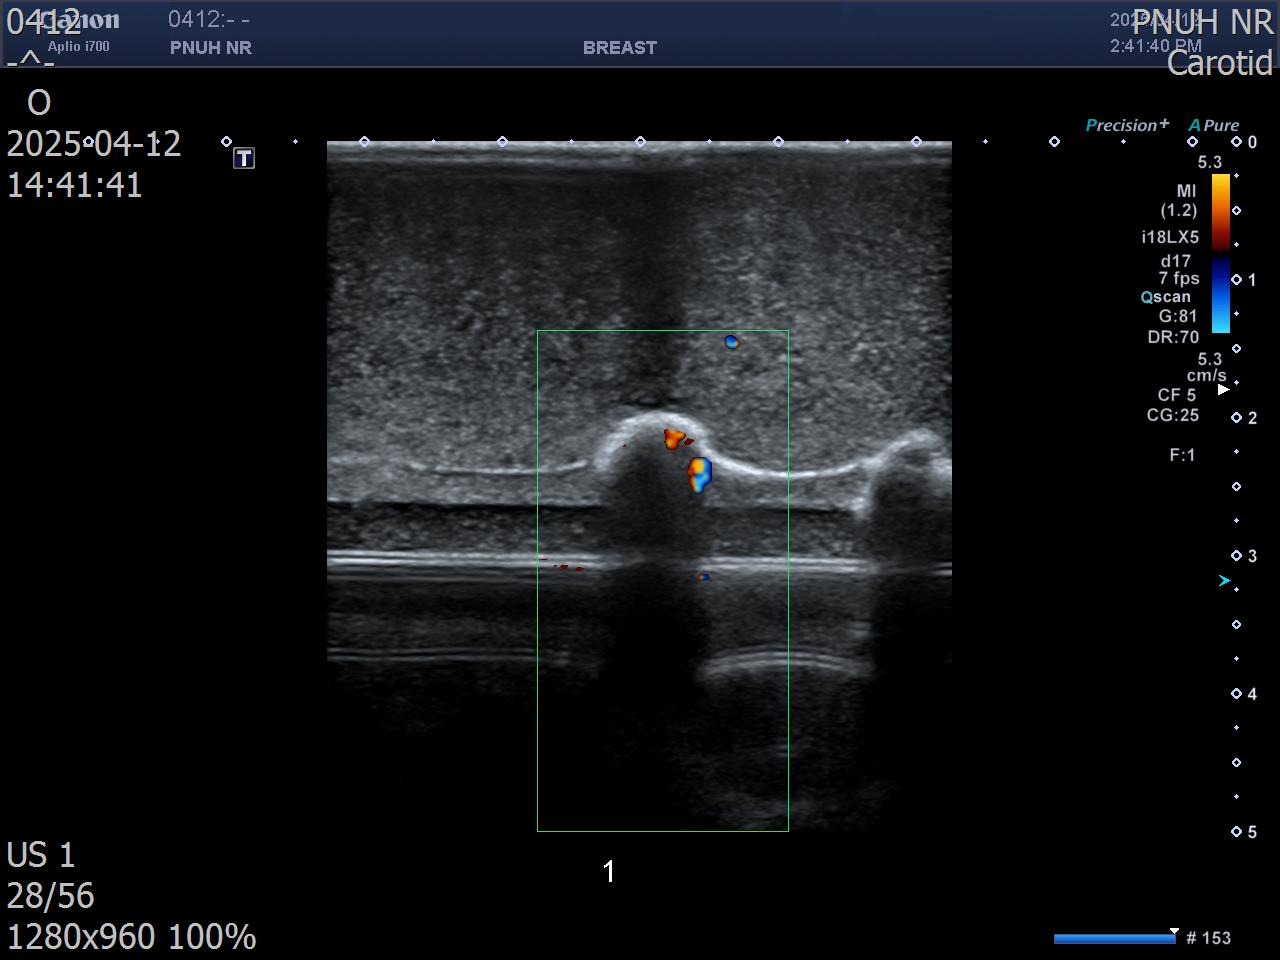 0412
Canon
0412:- -
PNUH NR
Aplio i700
PNUH NR
BREAST
2:41:40 PM
-^-
Carotid
O
2025-04-12
14:41:41
T
Precision+ A Pure
0
5.3
MI
(1.2)
i18LX5
d17
7 fps
Qscan
G:81
DR:70
5.3
cm/s
CF 5
CG:25
F:1
1
2
3
4
5
US 1
28/56
1280x960 100%
1
# 153